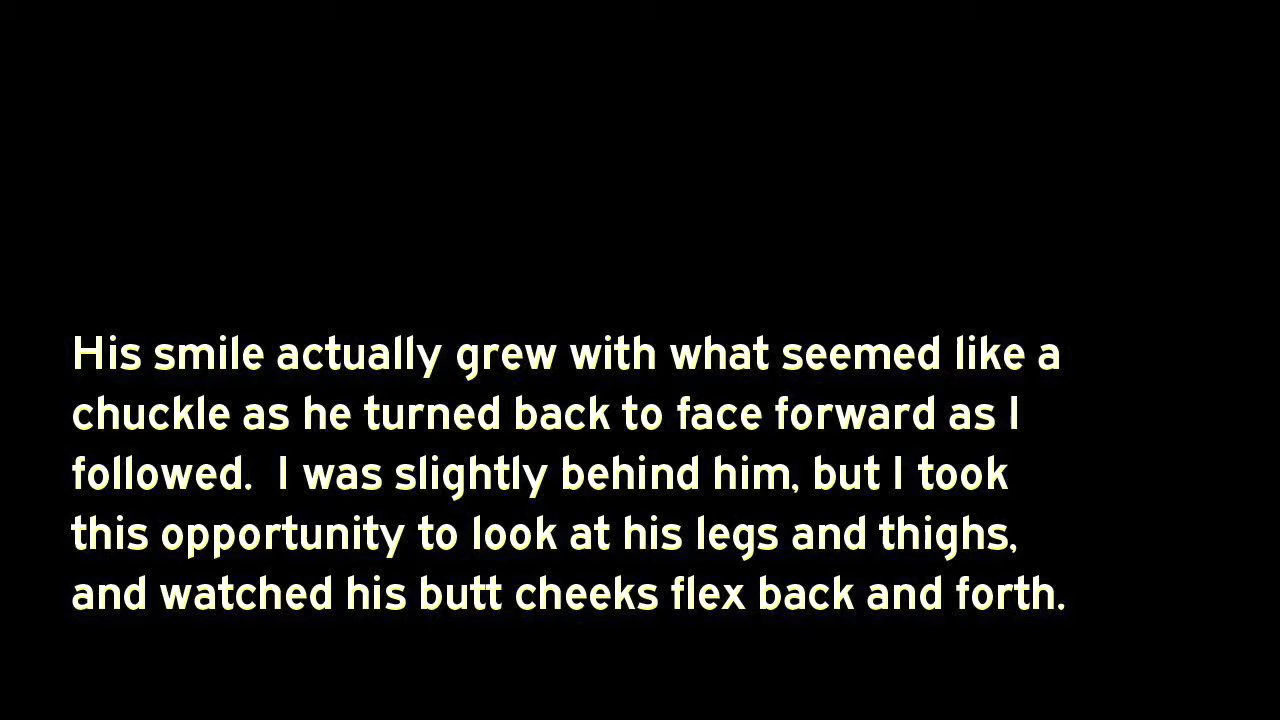 His smile actually grew with what seemed like a
chuckle as he turned back to face forward as I
followed.  I was slightly behind him, but I took
this opportunity to look at his legs and thighs,
and watched his butt cheeks flex back and forth.